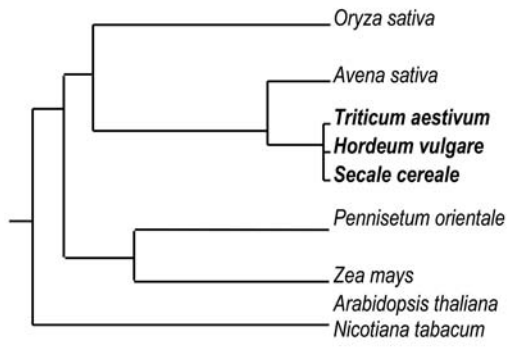 Oryza sativa
Avena sativa
Triticum aestivum
Hordeum vulgare
Secale cereale
Pennisetum orientale
Zea mays
Arabidopsis thaliana
Nicotiana tabacum